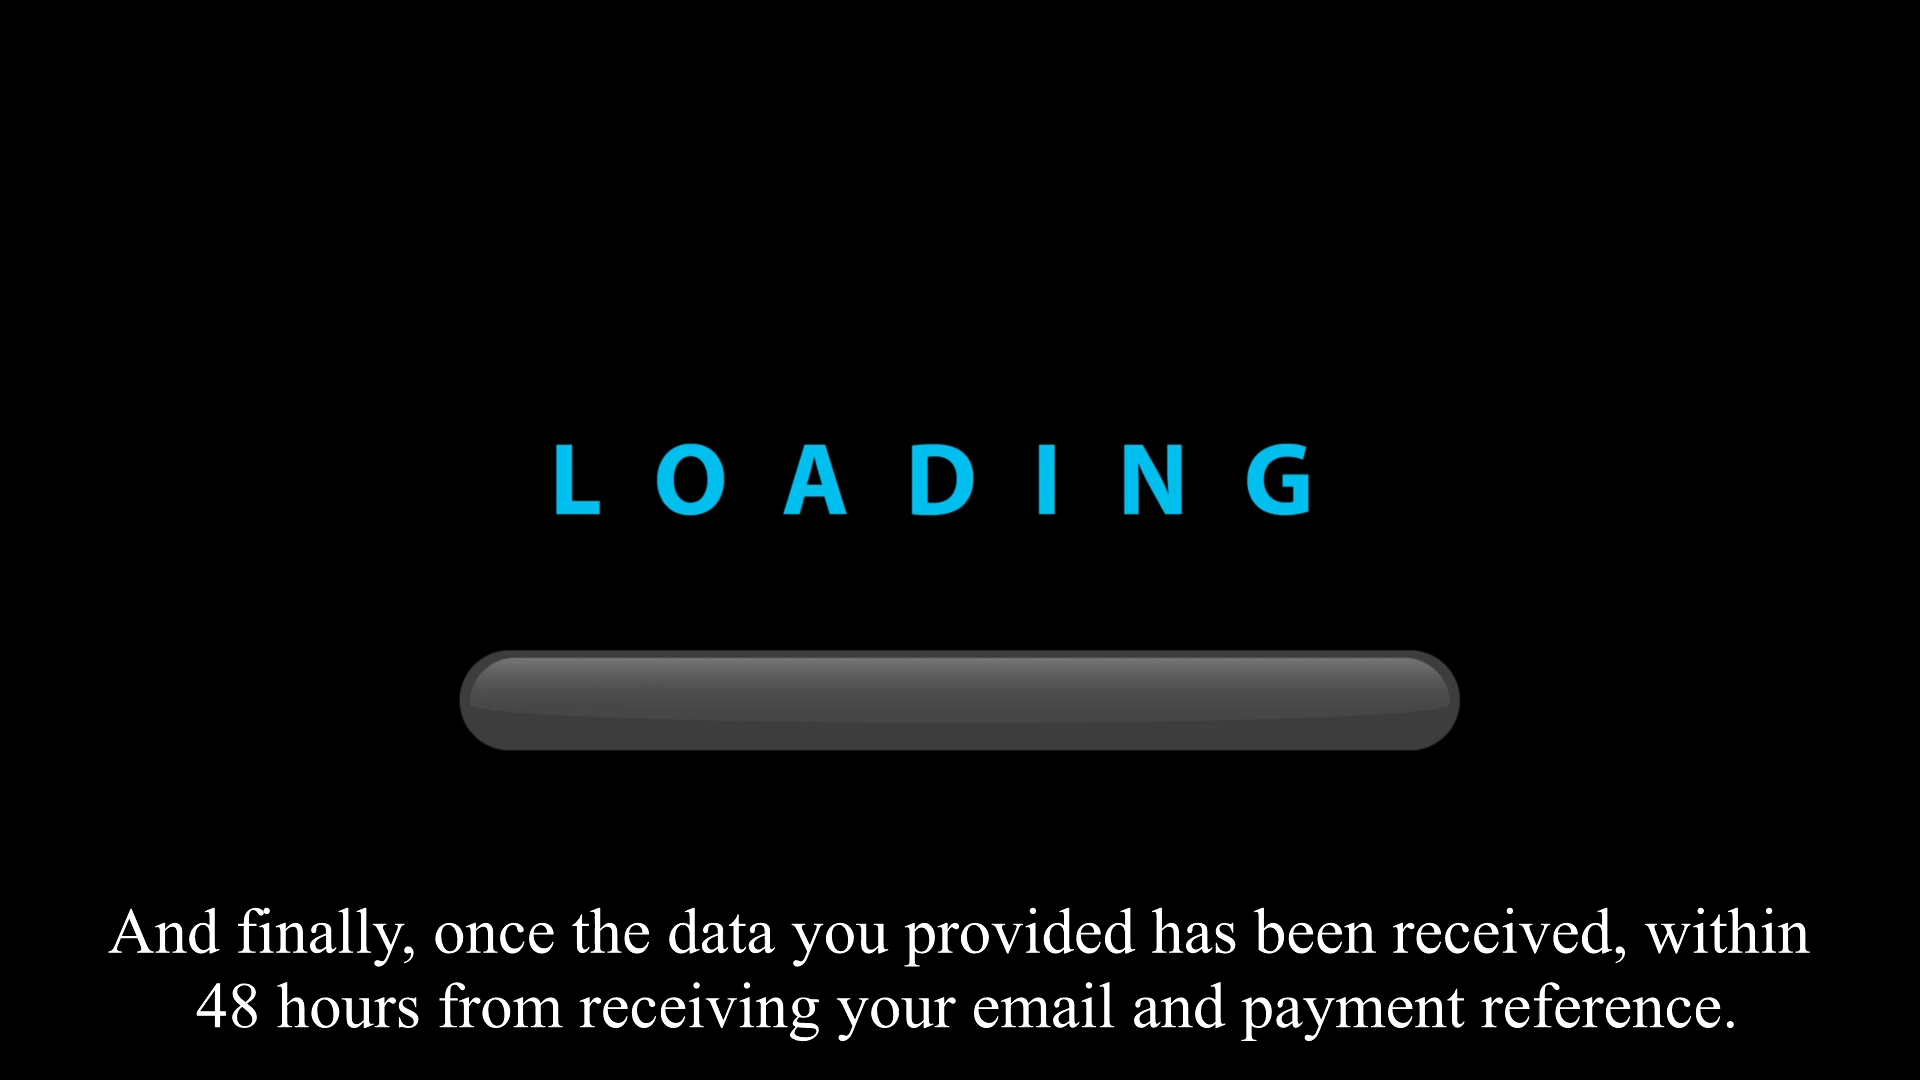 LOADING
And finally, once the data you provided has been received, within
48 hours from receiving your email and payment reference.